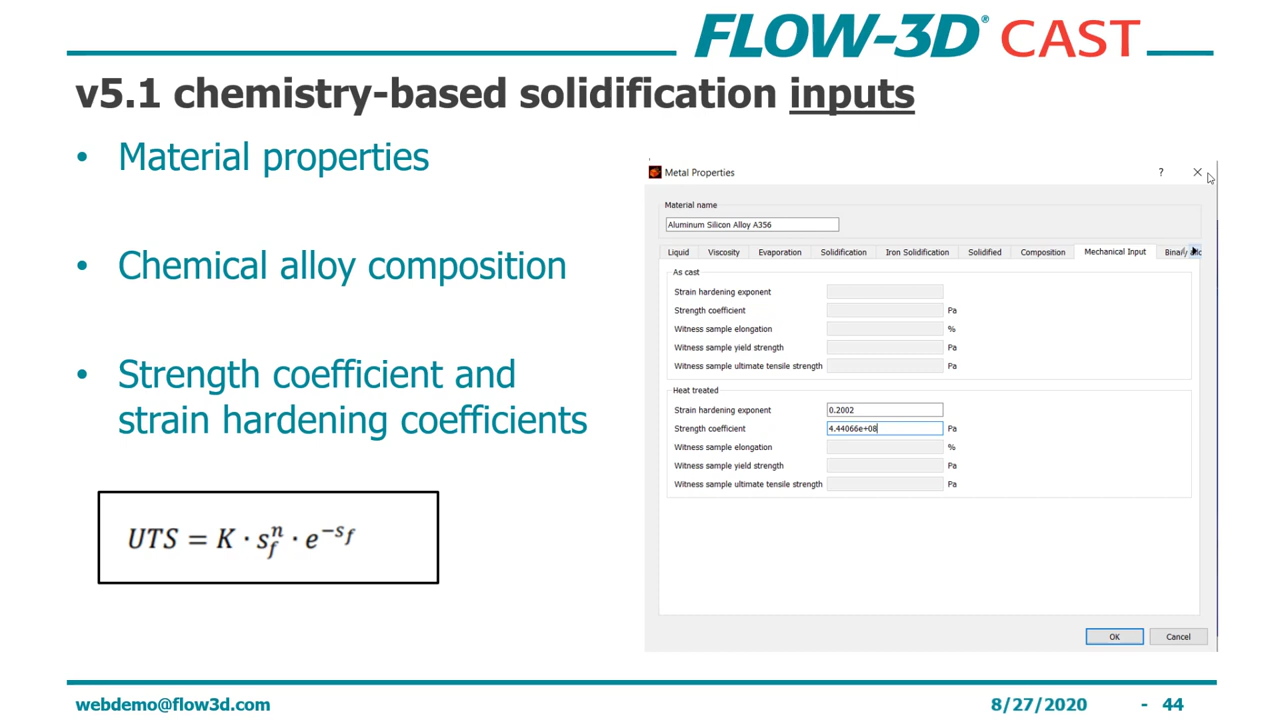 FLOW-3D® CAST
v5.1 chemistry-based solidification inputs
• Material properties
• Chemical alloy composition
• Strength coefficient and
strain hardening coefficients
UTS = K · s_f^n · e^{-s_f}
Metal Properties
?
Material name
Aluminum Silicon Alloy A356
Liquid Viscosity Evaporation Solidification Iron Solidification Solidified Composition Mechanical Input
As cast
Strain hardening exponent
Strength coefficient Pa
Witness sample elongation %
Witness sample yield strength Pa
Witness sample ultimate tensile strength Pa
Heat treated
Strain hardening exponent 0.2002
Strength coefficient 4.44066e+08 Pa
Witness sample elongation %
Witness sample yield strength Pa
Witness sample ultimate tensile strength Pa
OK Cancel
webdemo@flow3d.com 8/27/2020 - 44